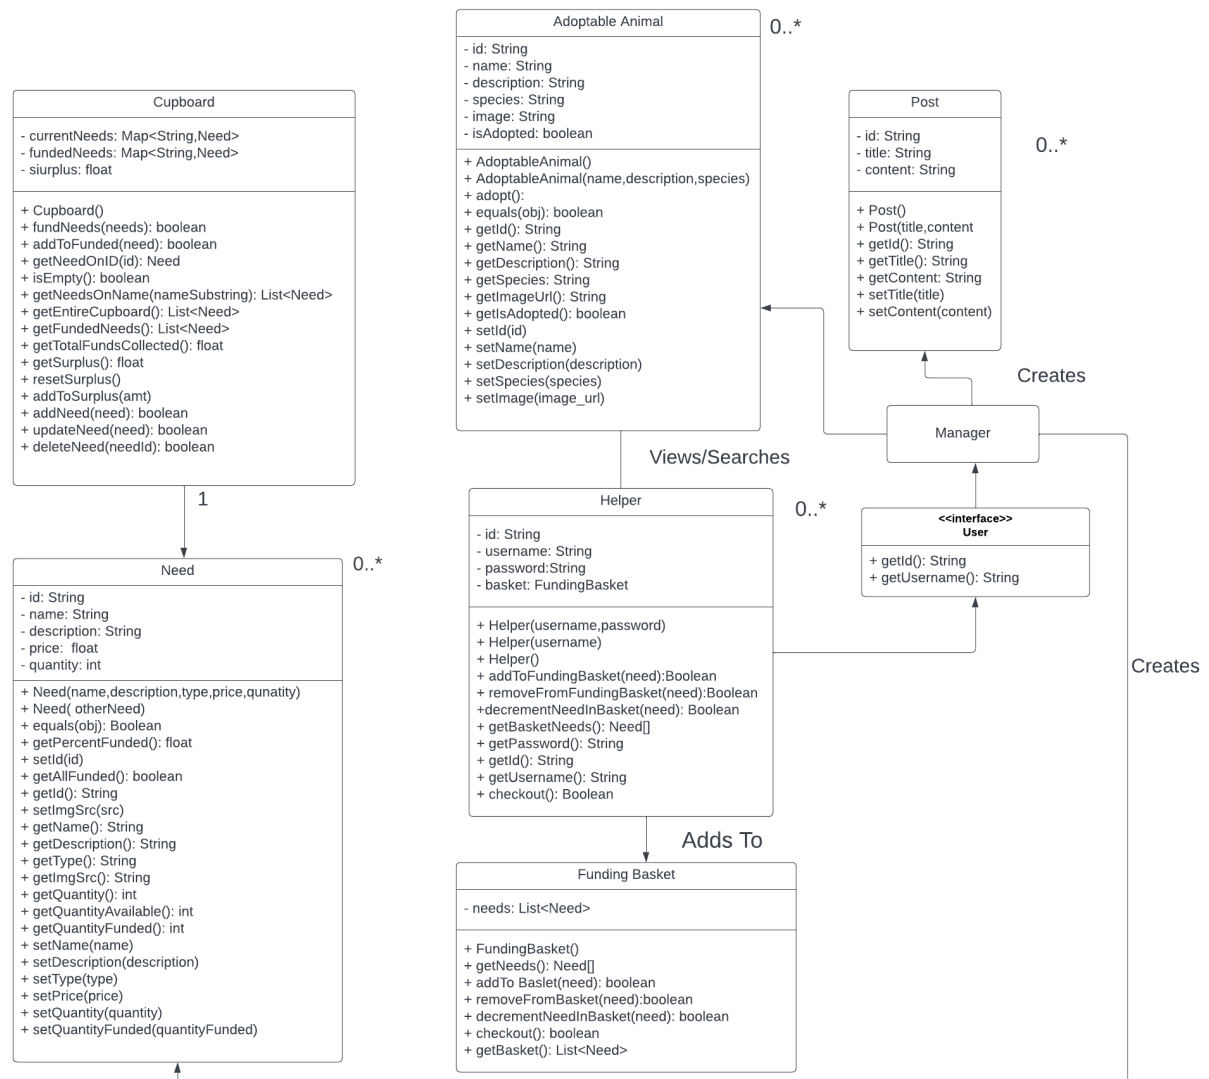 Adoptable Animal
0..*
- id: String
- name: String
- description: String
- species: String
- image: String
- isAdopted: boolean
+ AdoptableAnimal()
+ AdoptableAnimal(name,description,species)
+ adopt():
+ equals(obj): boolean
+ getId(): String
+ getName(): String
+ getDescription(): String
+ getSpecies: String
+ getImageUrl(): String
+ getIsAdopted(): boolean
+ setId(id)
+ setName(name)
+ setDescription(description)
+ setSpecies(species)
+ setImage(image_url)
Cupboard
- currentNeeds: Map<String,Need>
- fundedNeeds: Map<String,Need>
- siurplus: float
+ Cupboard()
+ fundNeeds(needs): boolean
+ addToFunded(need): boolean
+ getNeedOnID(id): Need
+ isEmpty(): boolean
+ getNeedsOnName(nameSubstring): List<Need>
+ getEntireCupboard(): List<Need>
+ getFundedNeeds(): List<Need>
+ getTotalFundsCollected(): float
+ getSurplus(): float
+ resetSurplus()
+ addToSurplus(amt)
+ addNeed(need): boolean
+ updateNeed(need): boolean
+ deleteNeed(needId): boolean
Post
0..*
- id: String
- title: String
- content: String
+ Post()
+ Post(title,content
+ getId(): String
+ getTitle(): String
+ getContent: String
+ setTitle(title)
+ setContent(content)
Creates
Manager
Views/Searches
1
Helper
0..*
- id: String
- username: String
- password:String
- basket: FundingBasket
+ Helper(username,password)
+ Helper(username)
+ Helper()
+ addToFundingBasket(need):Boolean
+ removeFromFundingBasket(need):Boolean
+decrementNeedInBasket(need): Boolean
+ getBasketNeeds(): Need[]
+ getPassword(): String
+ getId(): String
+ getUsername(): String
+ checkout(): Boolean
<<interface>>
User
+ getId(): String
+ getUsername(): String
Creates
Need
0..*
- id: String
- name: String
- description: String
- price: float
- quantity: int
+ Need(name,description,type,price,qunatity)
+ Need( otherNeed)
+ equals(obj): Boolean
+ getPercentFunded(): float
+ setId(id)
+ getAllFunded(): boolean
+ getId(): String
+ setImgSrc(src)
+ getName(): String
+ getDescription(): String
+ getType(): String
+ getImgSrc(): String
+ getQuantity(): int
+ getQuantityAvailable(): int
+ getQuantityFunded(): int
+ setName(name)
+ setDescription(description)
+ setType(type)
+ setPrice(price)
+ setQuantity(quantity)
+ setQuantityFunded(quantityFunded)
Adds To
Funding Basket
- needs: List<Need>
+ FundingBasket()
+ getNeeds(): Need[]
+ addTo Baslet(need): boolean
+ removeFromBasket(need):boolean
+ decrementNeedInBasket(need): boolean
+ checkout(): boolean
+ getBasket(): List<Need>